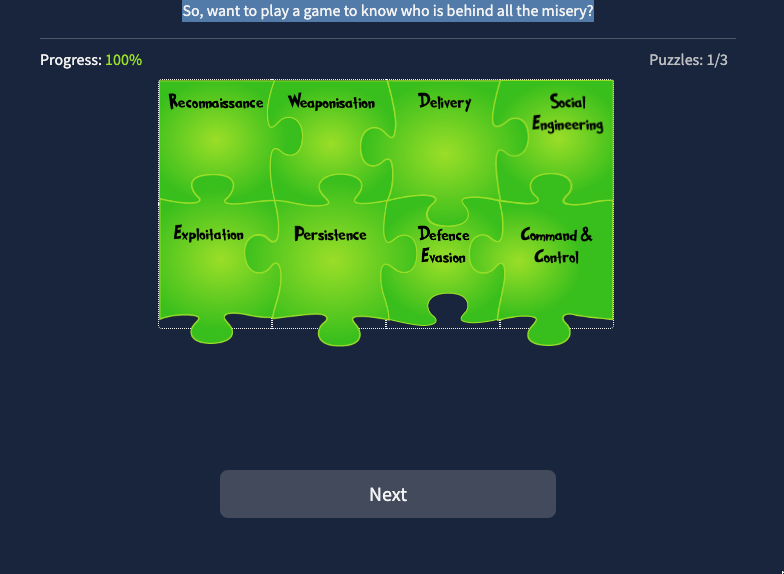 So, want to play a game to know who is behind all the misery?
Progress: 100%
Puzzles: 1/3
Reconnaissance
Weaponisation
Delivery
Social
Engineering
Exploitation
Persistence
Defence
Evasion
Command &
Control
Next